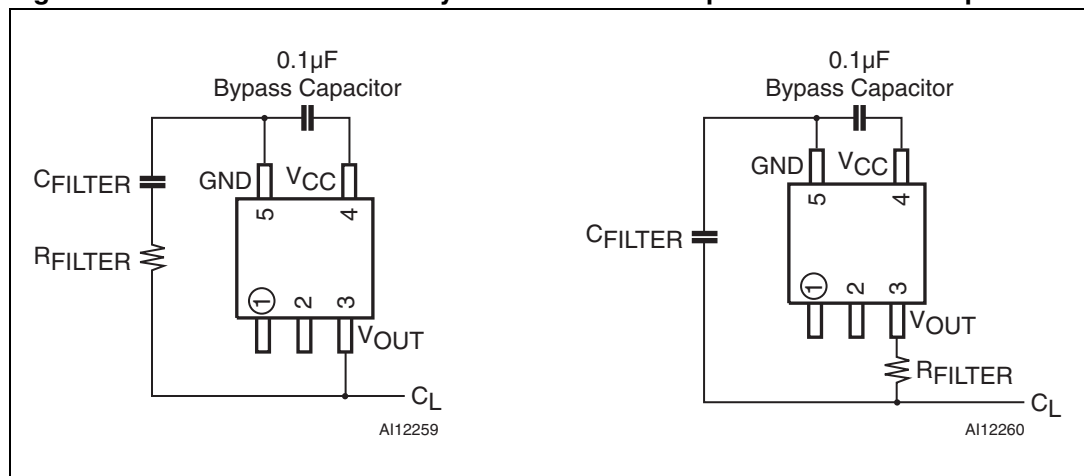 0.1µF
Bypass Capacitor
CFILTER
GND
VCC
5
4
RFILTER
1
2
3
VOUT
CL
AI12259
0.1µF
Bypass Capacitor
GND
VCC
5
4
CFILTER
1
2
3
VOUT
RFILTER
CL
AI12260